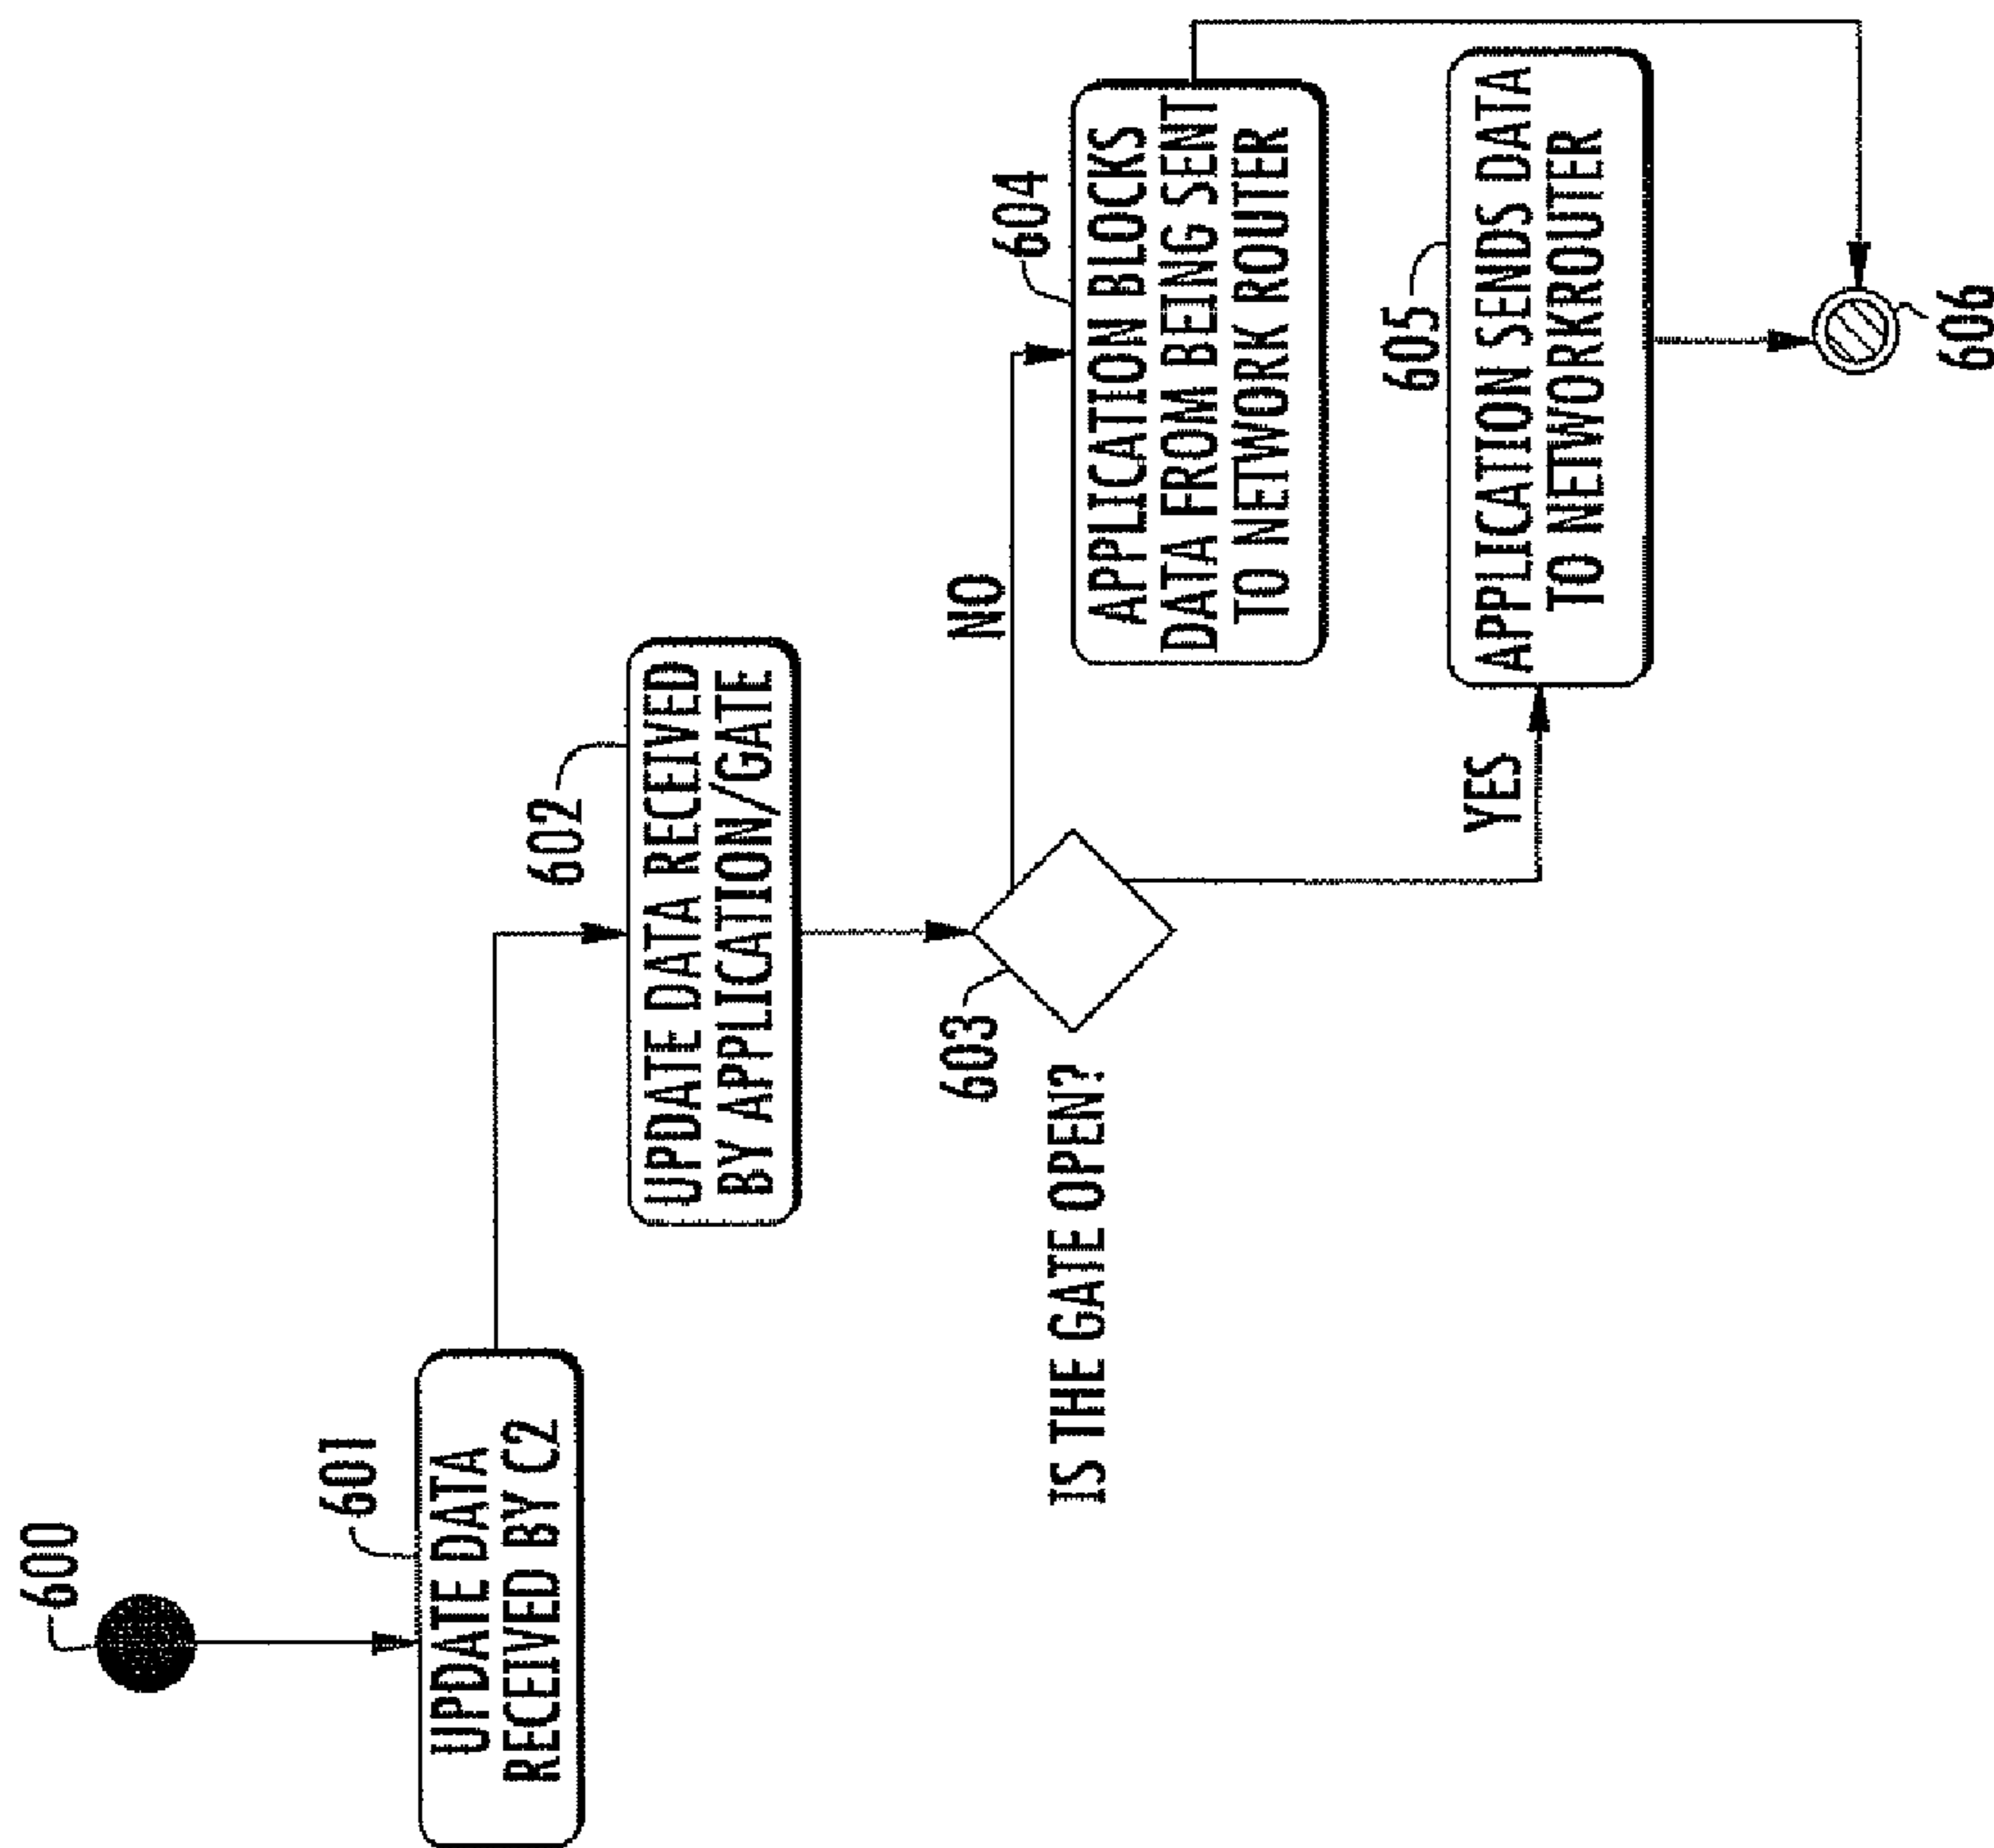 600
601
UPDATE DATA
RECEIVED BY C2
602
UPDATE DATA RECEIVED
BY APPLICATION/GATE
603
IS THE GATE OPEN?
NO
604
APPLICATION BLOCKS
DATA FROM BEING SENT
TO NETWORK ROUTER
YES
605
APPLICATION SENDS DATA
TO NETWORKROUTER
606